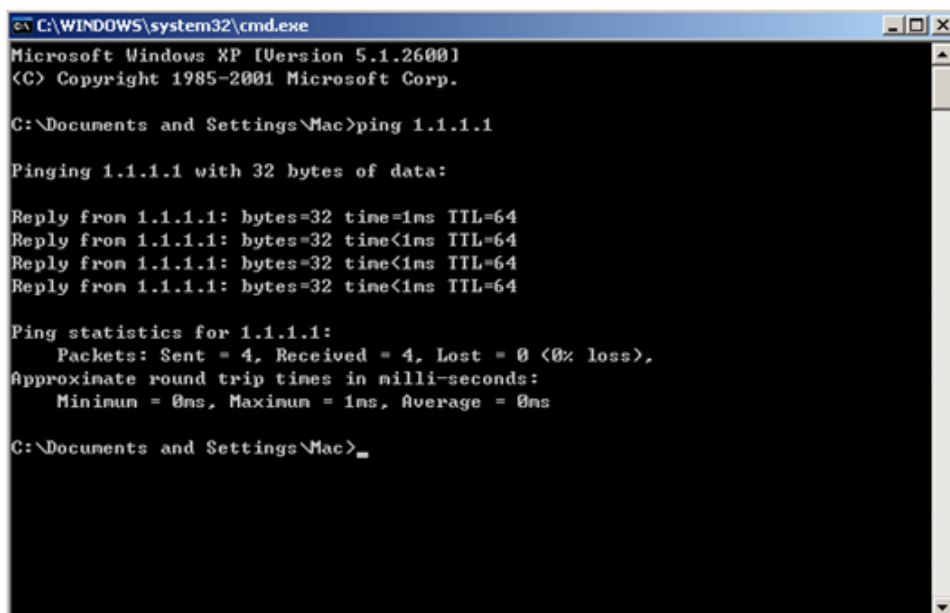 C:\WINDOWS\system32\cmd.exe
Microsoft Windows XP [Version 5.1.2600]
(C) Copyright 1985-2001 Microsoft Corp.
C:\Documents and Settings\Mac>ping 1.1.1.1
Pinging 1.1.1.1 with 32 bytes of data:
Reply from 1.1.1.1: bytes=32 time=1ms TTL=64
Reply from 1.1.1.1: bytes=32 time<1ms TTL=64
Reply from 1.1.1.1: bytes=32 time<1ms TTL=64
Reply from 1.1.1.1: bytes=32 time<1ms TTL=64
Ping statistics for 1.1.1.1:
Packets: Sent = 4, Received = 4, Lost = 0 (0% loss),
Approximate round trip times in milli-seconds:
Minimum = 0ms, Maximum = 1ms, Average = 0ms
C:\Documents and Settings\Mac>_